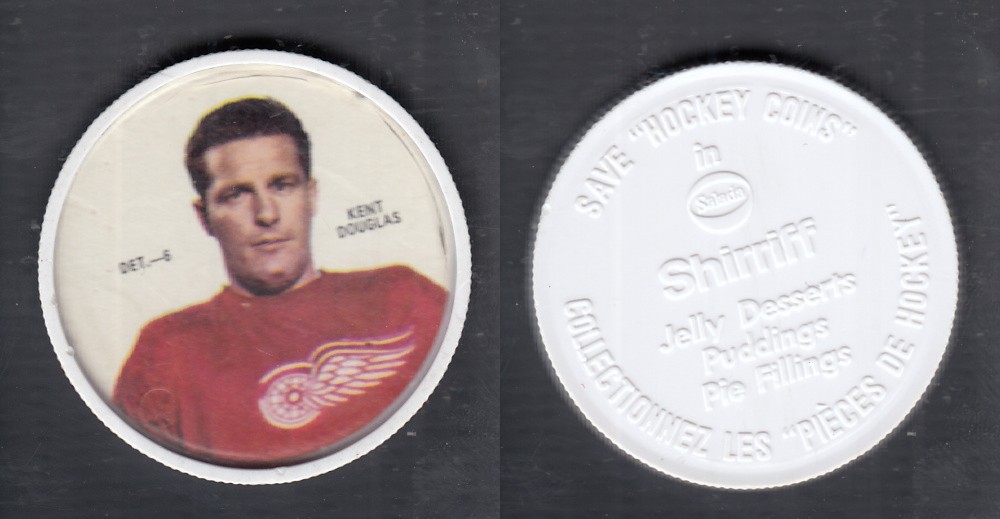 DET.—6
KENT
DOUGLAS
SAVE "HOCKEY COINS"
in
Salada
Shirriff
Jelly Desserts
Puddings
Pie Fillings
COLLECTIONNEZ LES "PIÈCES DE HOCKEY"